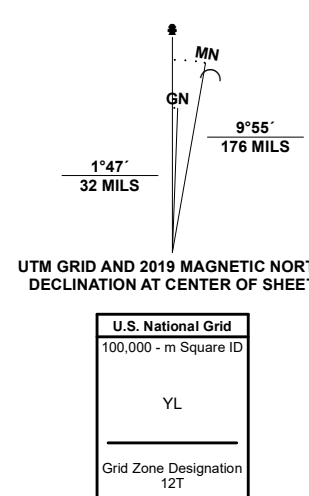 MN
GN
9°55´
176 MILS
1°47´
32 MILS
UTM GRID AND 2019 MAGNETIC NORT
DECLINATION AT CENTER OF SHEET
U.S. National Grid
100,000 - m Square ID
YL
Grid Zone Designation
12T